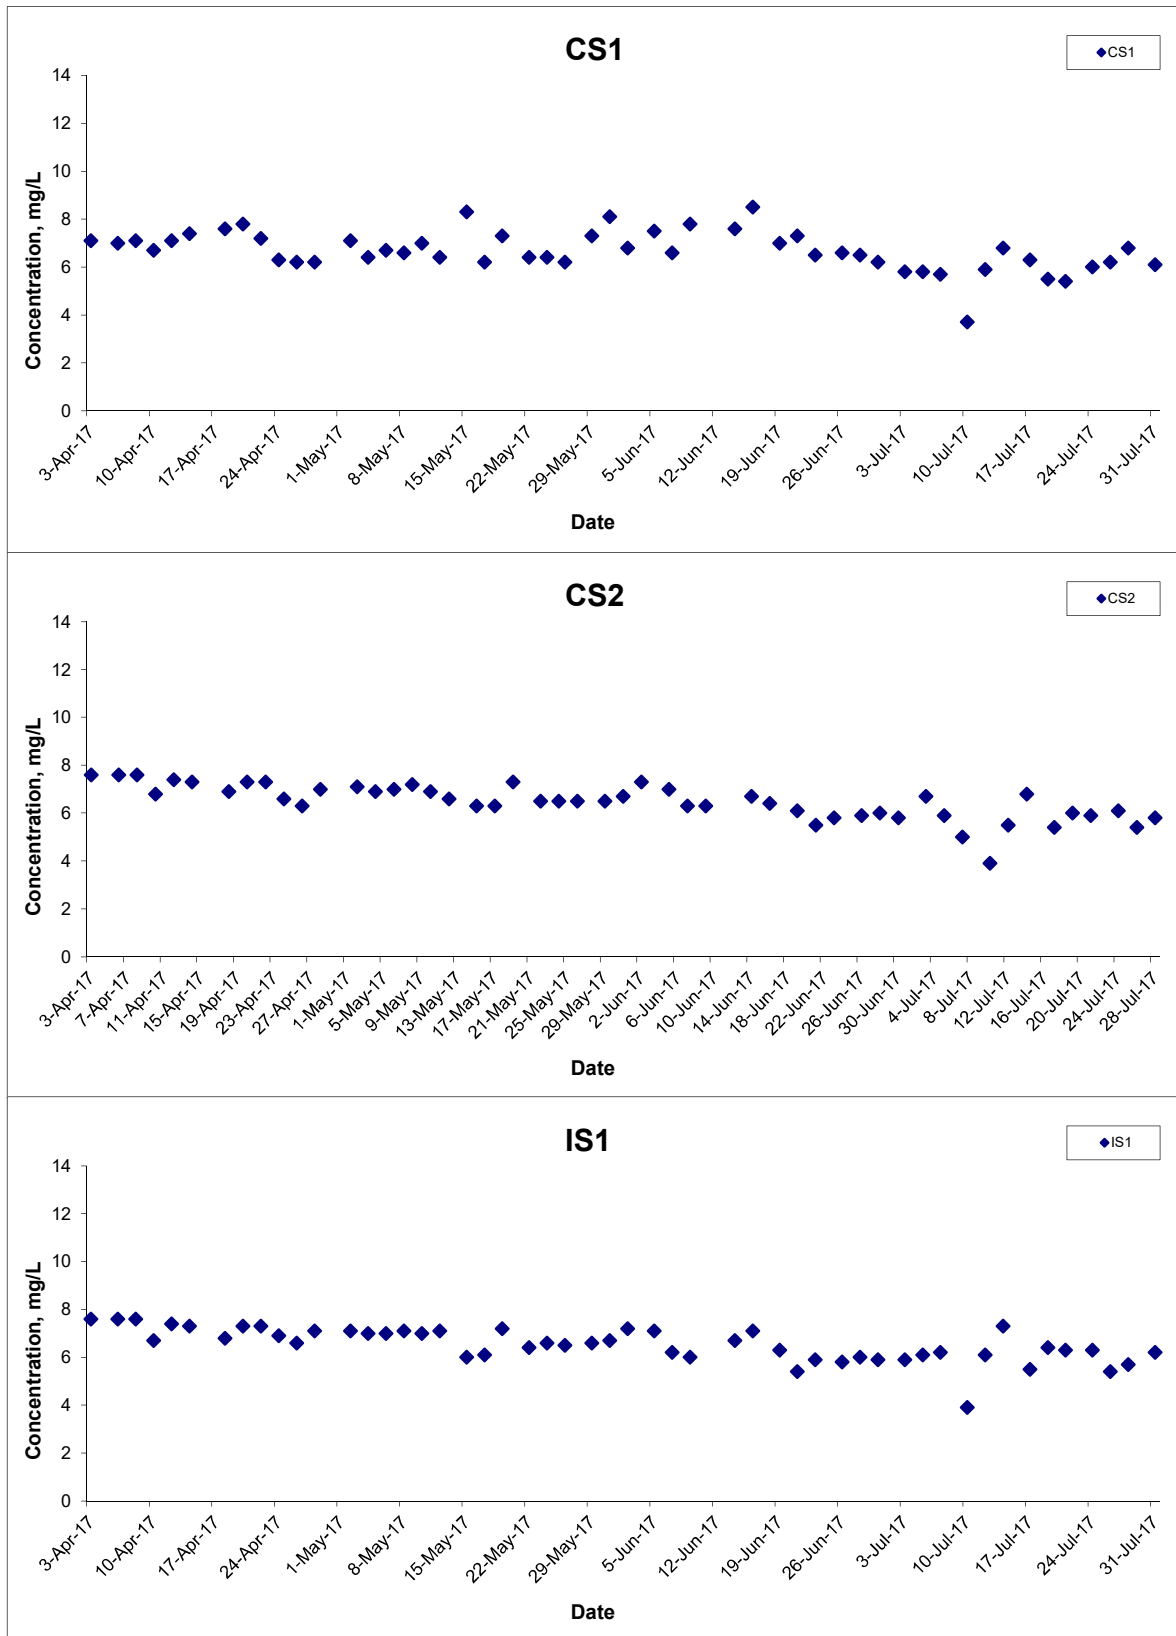 CS1
CS1
14
12
10
8
6
4
2
0
Concentration, mg/L
3-Apr-17
10-Apr-17
17-Apr-17
24-Apr-17
1-May-17
8-May-17
15-May-17
22-May-17
29-May-17
5-Jun-17
12-Jun-17
19-Jun-17
26-Jun-17
3-Jul-17
10-Jul-17
17-Jul-17
24-Jul-17
31-Jul-17
Date
CS2
CS2
14
12
10
8
6
4
2
0
Concentration, mg/L
3-Apr-17
7-Apr-17
11-Apr-17
15-Apr-17
19-Apr-17
23-Apr-17
27-Apr-17
1-May-17
5-May-17
9-May-17
13-May-17
17-May-17
21-May-17
25-May-17
29-May-17
2-Jun-17
6-Jun-17
10-Jun-17
14-Jun-17
18-Jun-17
22-Jun-17
26-Jun-17
30-Jun-17
4-Jul-17
8-Jul-17
12-Jul-17
16-Jul-17
20-Jul-17
24-Jul-17
28-Jul-17
Date
IS1
IS1
14
12
10
8
6
4
2
0
Concentration, mg/L
3-Apr-17
10-Apr-17
17-Apr-17
24-Apr-17
1-May-17
8-May-17
15-May-17
22-May-17
29-May-17
5-Jun-17
12-Jun-17
19-Jun-17
26-Jun-17
3-Jul-17
10-Jul-17
17-Jul-17
24-Jul-17
31-Jul-17
Date